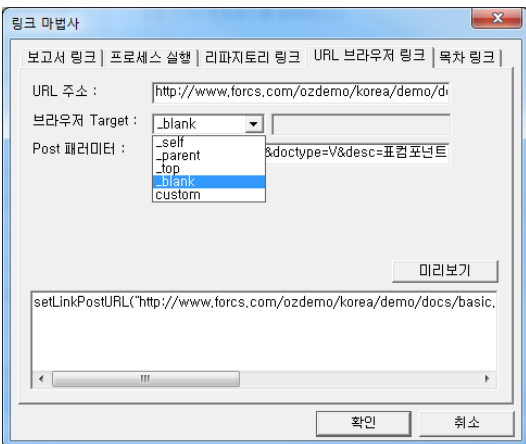 링크 마법사
보고서 링크 프로세스 실행 리파지토리 링크 URL 브라우저 링크 목차 링크
URL 주소 : http://www.forcs.com/ozdemo/korea/demo/d
브라우저 Target : _blank
_self
Post 패러미터 : _parent &doctype=V&desc=표컴포넌트
_top
_blank
custom
미리보기
setLinkPostURL("http://www.forcs.com/ozdemo/korea/demo/docs/basic,
확인 취소